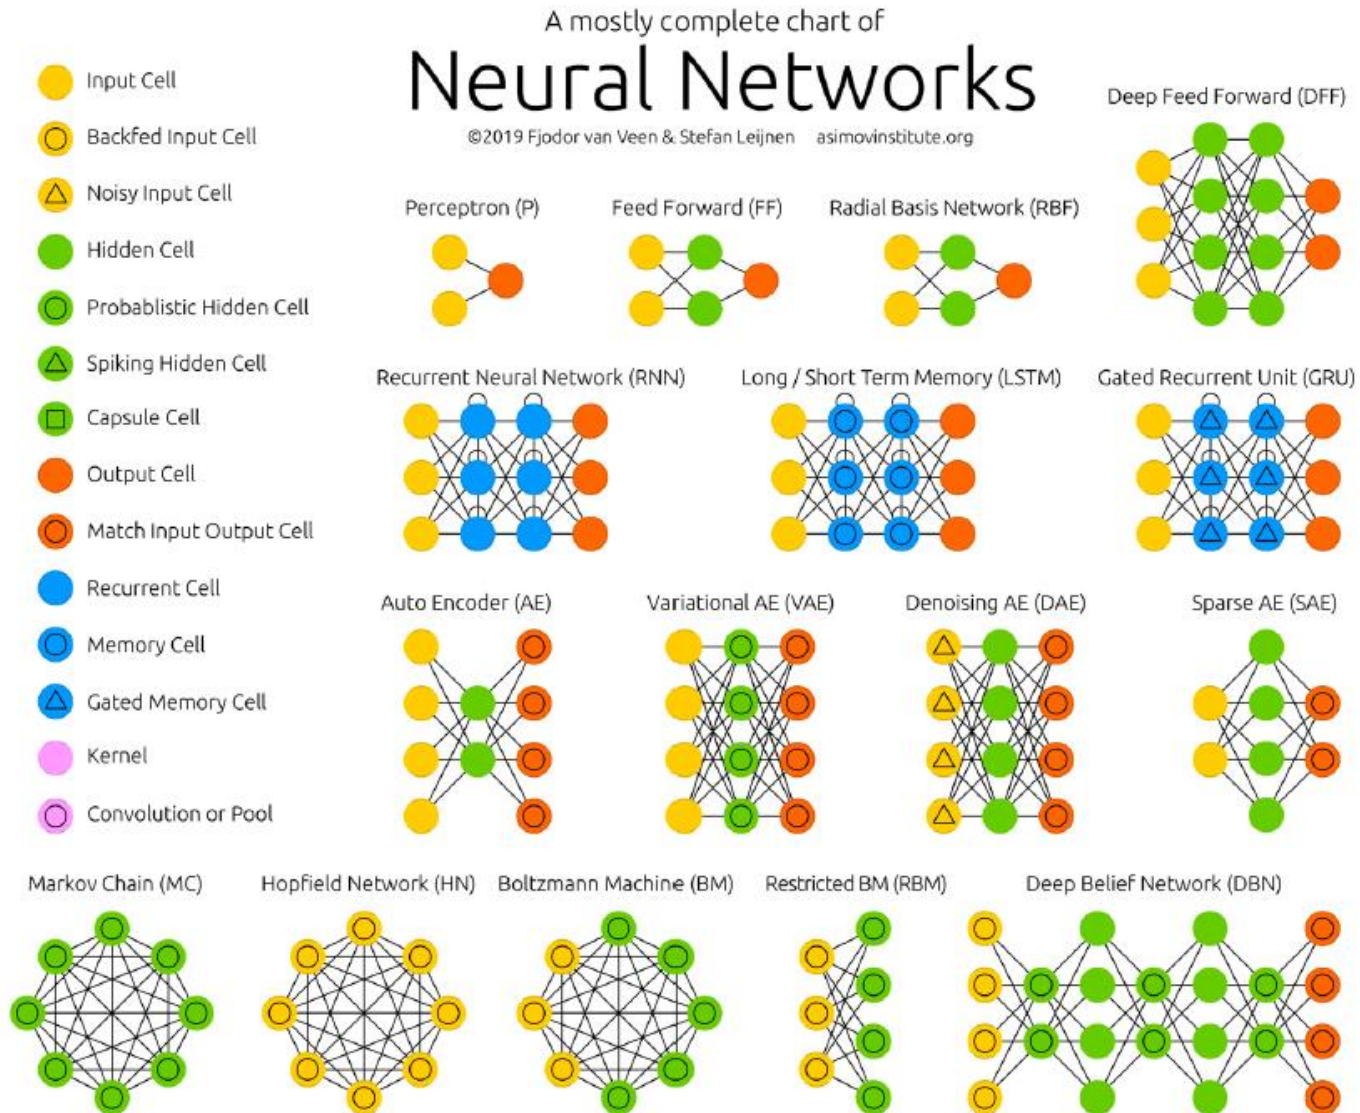 A mostly complete chart of
Neural Networks
©2019 Fjodor van Veen & Stefan Leijnen asimovinstitute.org
Input Cell
Backfed Input Cell
Noisy Input Cell
Hidden Cell
Probablistic Hidden Cell
Spiking Hidden Cell
Capsule Cell
Output Cell
Match Input Output Cell
Recurrent Cell
Memory Cell
Gated Memory Cell
Kernel
Convolution or Pool
Deep Feed Forward (DFF)
Perceptron (P)
Feed Forward (FF)
Radial Basis Network (RBF)
Recurrent Neural Network (RNN)
Long / Short Term Memory (LSTM)
Gated Recurrent Unit (GRU)
Auto Encoder (AE)
Variational AE (VAE)
Denoising AE (DAE)
Sparse AE (SAE)
Markov Chain (MC)
Hopfield Network (HN)
Boltzmann Machine (BM)
Restricted BM (RBM)
Deep Belief Network (DBN)